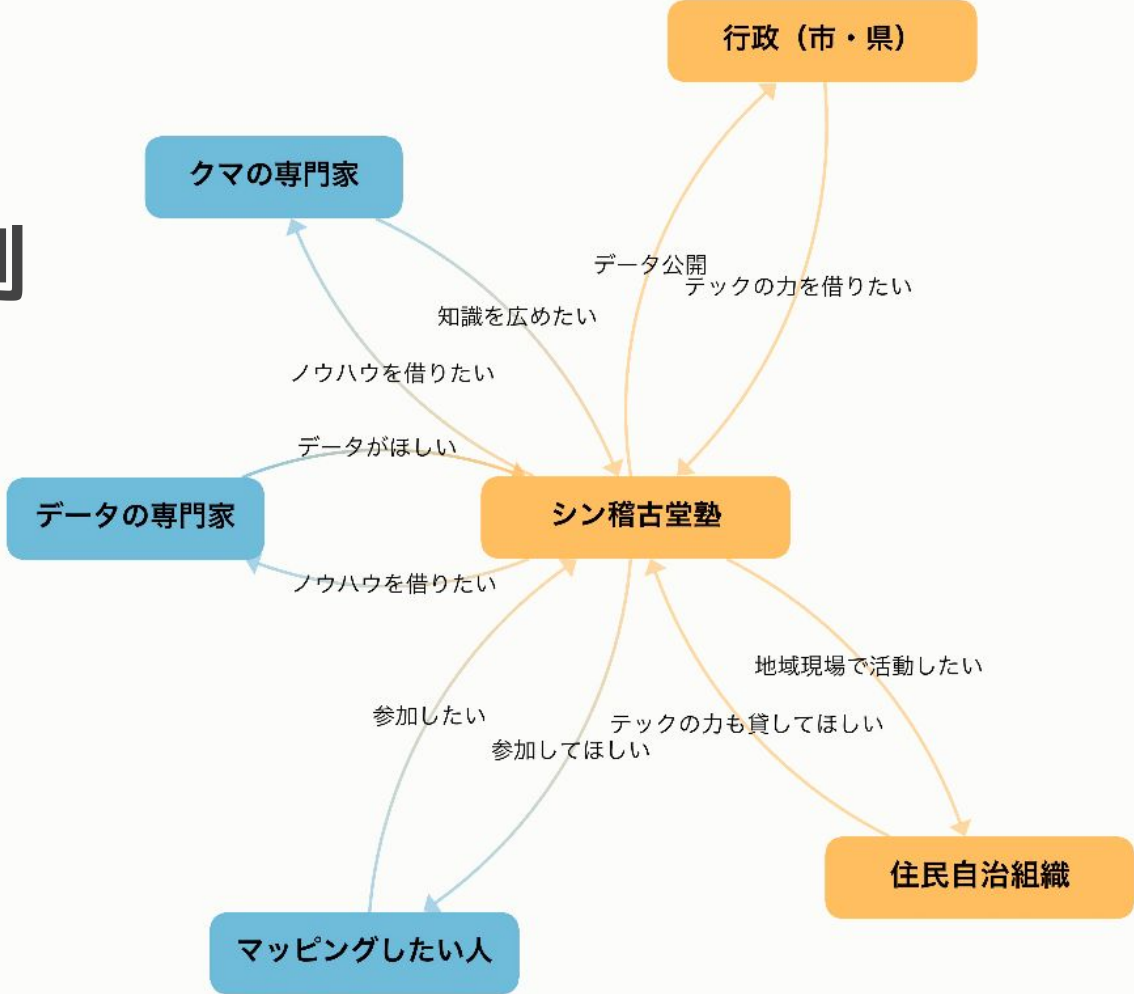 行政（市・県）
クマの専門家
データ公開
テックの力を借りたい
知識を広めたい
ノウハウを借りたい
データがほしい
データの専門家
シン稽古堂塾
ノウハウを借りたい
地域現場で活動したい
参加したい
テックの力も貸してほしい
参加してほしい
住民自治組織
マッピングしたい人